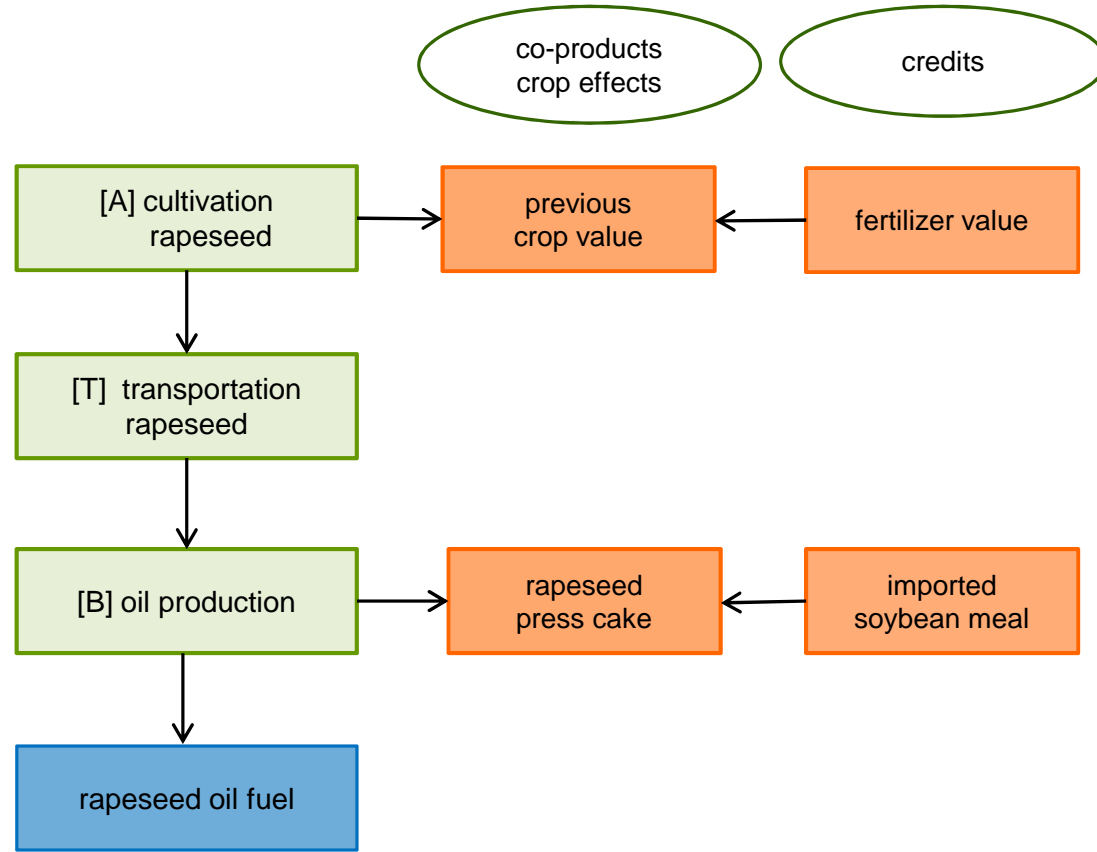 co-products
crop effects
credits
[A] cultivation
rapeseed
previous
crop value
fertilizer value
[T] transportation
rapeseed
[B] oil production
rapeseed
press cake
imported
soybean meal
rapeseed oil fuel